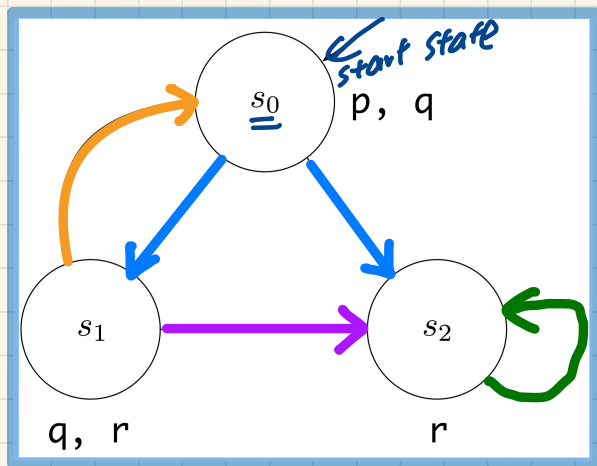 start state
s0
p, q
s1
s2
q, r
r